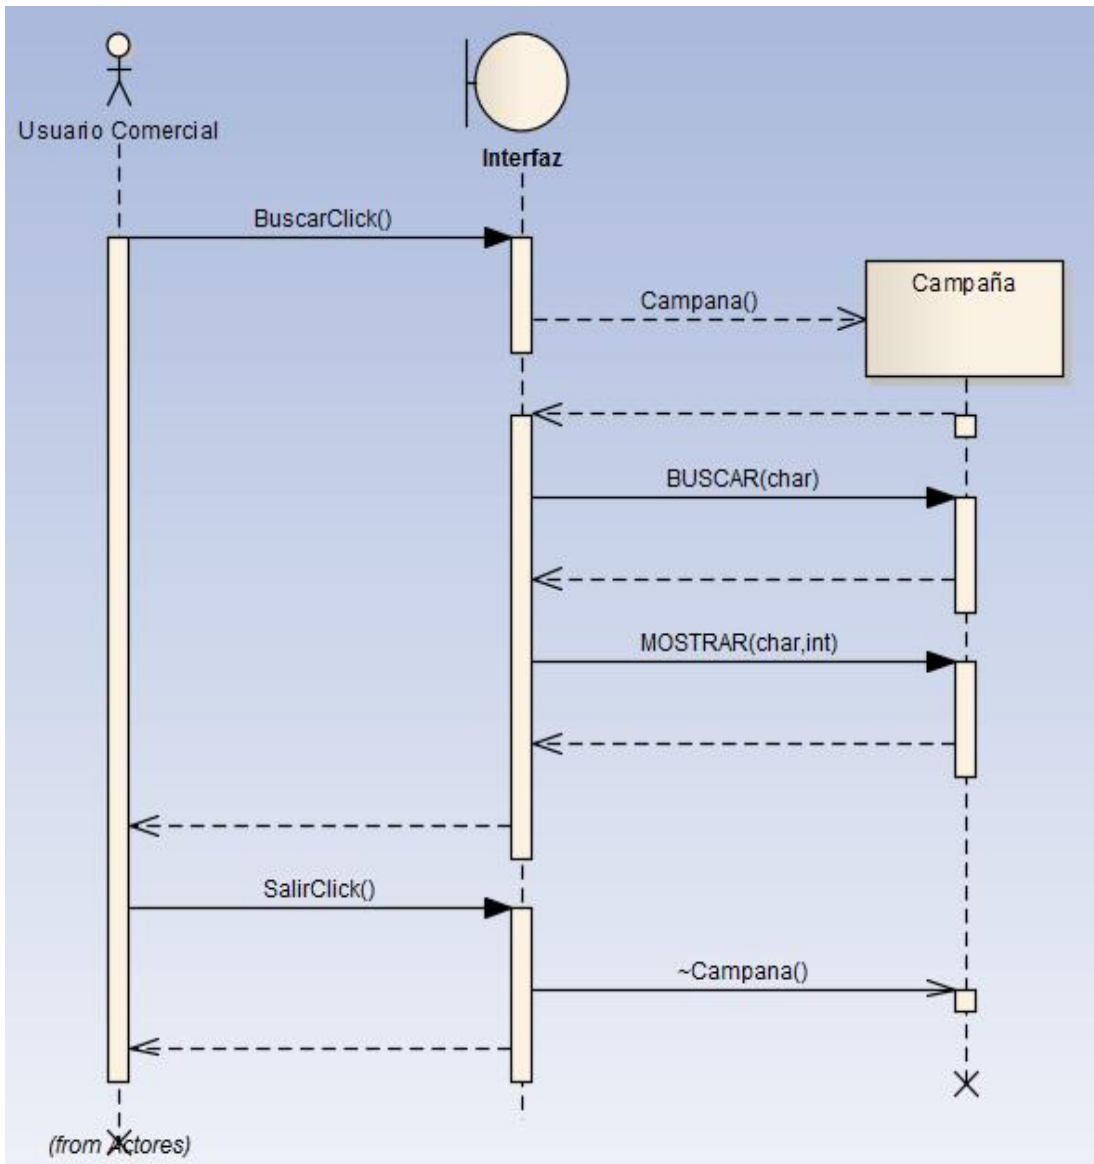 Usuario Comercial
Interfaz
BuscarClick()
Campaña
Campana()
BUSCAR(char)
MOSTRAR(char,int)
SalirClick()
~Campana()
(from Actores)